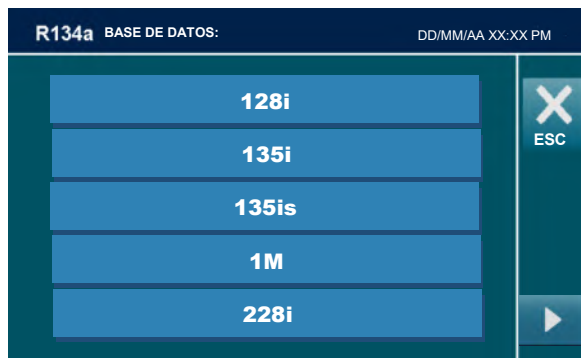 R134a BASE DE DATOS: DD/MM/AA XX:XX PM
128i
ESC
135i
135is
1M
228i